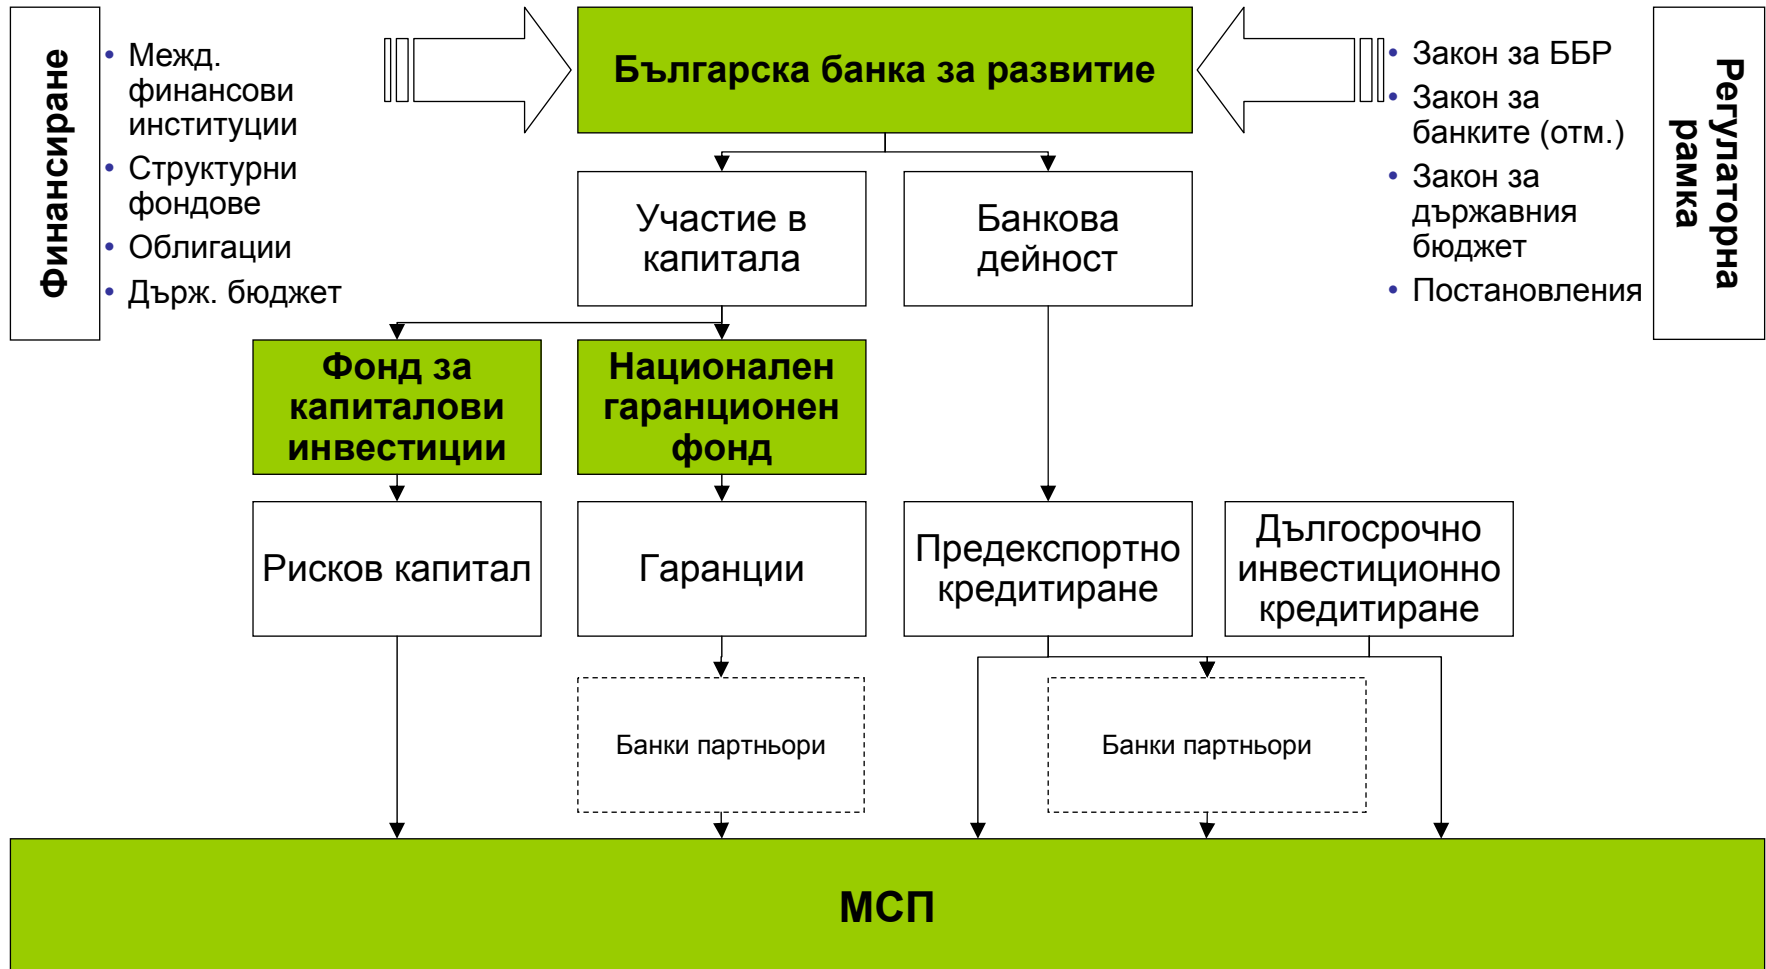 Финансиране
• Межд.
финансови
институции
• Структурни
фондове
• Облигации
• Държ. бюджет
Българска банка за развитие
• Закон за ББР
• Закон за
банките (отм.)
• Закон за
държавния
бюджет
• Постановления
Регулаторна
рамка
Участие в
капитала
Банкова
дейност
Фонд за
капиталови
инвестиции
Национален
гаранционен
фонд
Рисков капитал
Гаранции
Предекспортно
кредитиране
Дългосрочно
инвестиционно
кредитиране
Банки партньори
Банки партньори
МСП